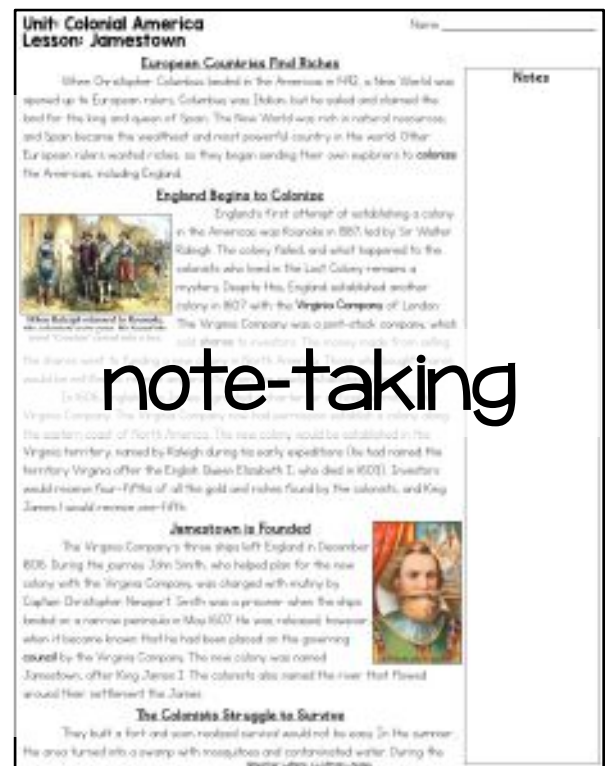 Unit: Colonial America
Name
Lesson: Jamestown
European Countries Find Riches
When Christopher Columbus landed in the Americas in 1492, a New World was
opened up to European rulers. Columbus was Italian, but he sailed and claimed the
land for the king and queen of Spain. The New World was rich in natural resources,
and Spain became the wealthiest and most powerful country in the world. Other
European rulers wanted riches, so they began sending their own explorers to colonize
the Americas, including England.
Notes
England Begins to Colonize
England's first attempt at establishing a colony
in the Americas was Roanoke in 1587, led by Sir Walter
Raleigh. The colony failed, and what happened to the
colonists who lived in the Lost Colony remains a
mystery. Despite this, England established another
colony in 1607 with the Virginia Company of London.
The Virginia Company was a joint-stock company, which
sold shares to investors. The money made from selling
note-taking
Virginia Company. The Virginia Company now had permission
the eastern coast of North America. The new colony would be established in the
Virginia territory, named by Raleigh during his early expeditions (he had named the
territory Virginia after the English Queen Elizabeth I, who died in 1603). Investors
would receive four-fifths of all the gold and riches found by the colonists, and King
James I would receive one-fifth.
Jamestown is Founded
The Virginia Company's three ships left England in December
1606. During the journey, John Smith, who helped plan for the new
colony with the Virginia Company, was charged with mutiny by
Captain Christopher Newport. Smith was a prisoner when the ships
landed on a narrow peninsula in May 1607. He was released, however,
when it became known that he had been placed on the governing
council by the Virginia Company. The new colony was named
Jamestown, after King James I. The colonists also named the river that flowed
around their settlement the James.
The Colonists Struggle to Survive
They built a fort and soon realized survival would not be easy. In the summer
the area turned into a swamp with mosquitoes and contaminated water. During the